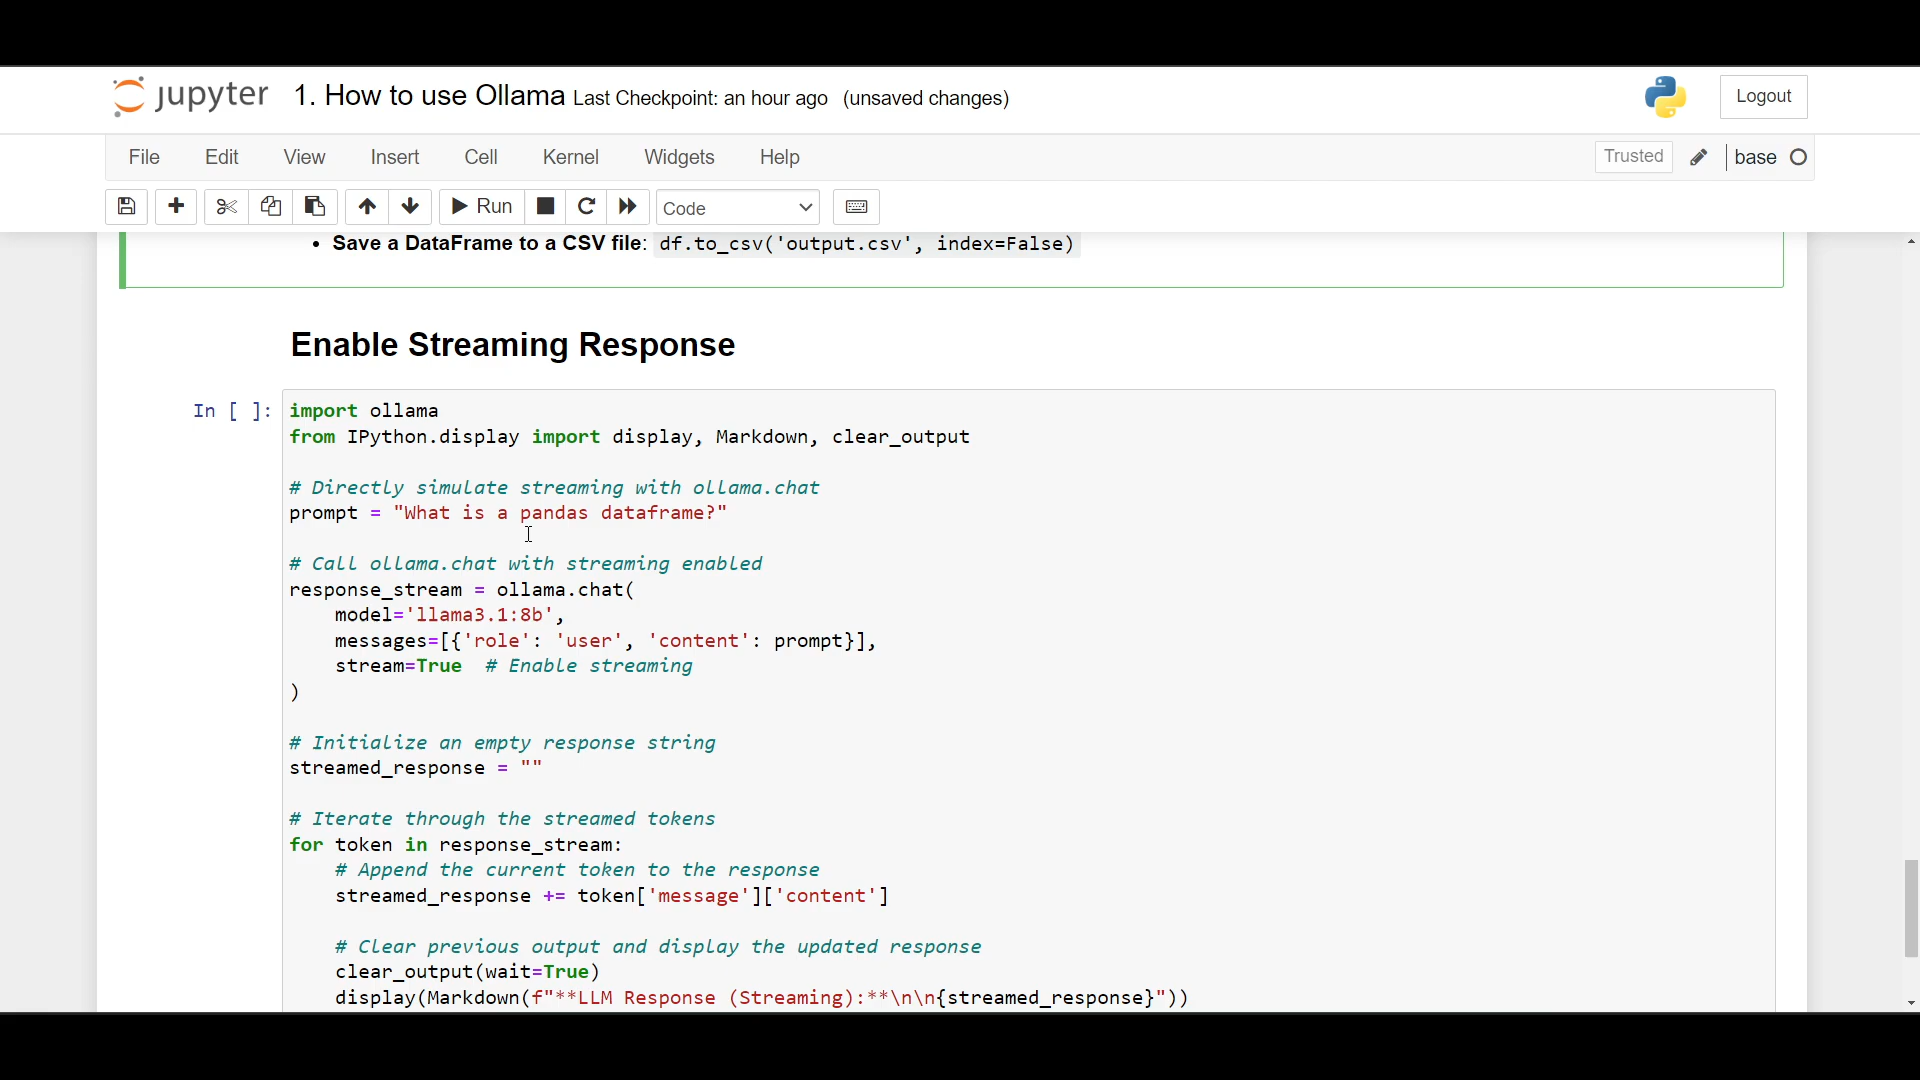 jupyter 1. How to use Ollama Last Checkpoint: an hour ago (unsaved changes) Logout
File Edit View Insert Cell Kernel Widgets Help Trusted base
Run Code
• Save a DataFrame to a CSV file: df.to_csv('output.csv', index=False)
Enable Streaming Response
In [ ]: import ollama
from IPython.display import display, Markdown, clear_output
# Directly simulate streaming with ollama.chat
prompt = "What is a pandas dataframe?"
# Call ollama.chat with streaming enabled
response_stream = ollama.chat(
    model='llama3.1:8b',
    messages=[{'role': 'user', 'content': prompt}],
    stream=True  # Enable streaming
)
# Initialize an empty response string
streamed_response = ""
# Iterate through the streamed tokens
for token in response_stream:
    # Append the current token to the response
    streamed_response += token['message']['content']
    # Clear previous output and display the updated response
    clear_output(wait=True)
    display(Markdown(f"**LLM Response (Streaming):**\n\n{streamed_response}"))